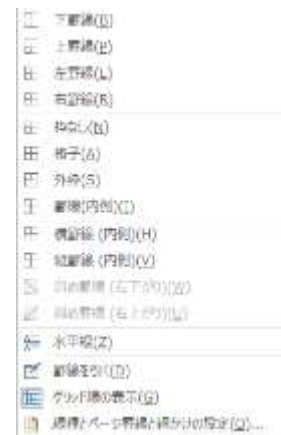 下罫線(B)
上罫線(P)
左罫線(L)
右罫線(R)
枠なし(N)
格子(A)
外枠(S)
罫線(内側)(I)
横罫線 (内側)(H)
縦罫線 (内側)(V)
斜め罫線 (右下がり)(W)
斜め罫線 (右上がり)(U)
水平線(Z)
罫線を引く(D)
グリッド線の表示(G)
線種とページ罫線と網かけの設定(O)...